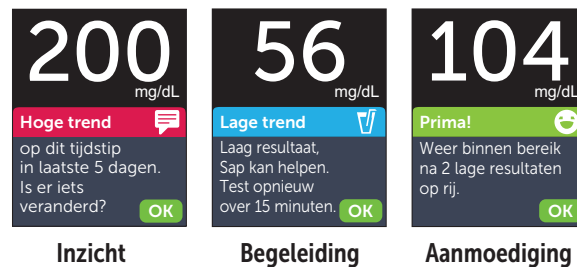 200
mg/dL
Hoge trend
op dit tijdstip
in laatste 5 dagen.
Is er iets
veranderd?
OK
Inzicht
56
mg/dL
Lage trend
Laag resultaat,
Sap kan helpen.
Test opnieuw
over 15 minuten.
OK
Begeleiding
104
mg/dL
Prima!
Weer binnen bereik
na 2 lage resultaten
op rij.
OK
Aanmoediging